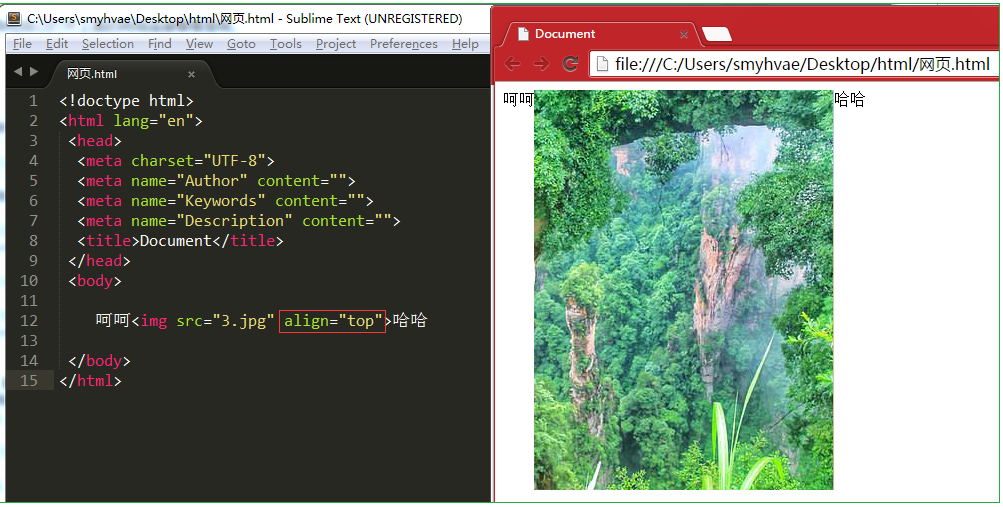 C:\Users\smyhvae\Desktop\html\网页.html - Sublime Text (UNREGISTERED)
File Edit Selection Find View Goto Tools Project Preferences Help
网页.html ×
1 <!doctype html>
2 <html lang="en">
3 <head>
4 <meta charset="UTF-8">
5 <meta name="Author" content="">
6 <meta name="Keywords" content="">
7 <meta name="Description" content="">
8 <title>Document</title>
9 </head>
10 <body>
11
12 呵呵<img src="3.jpg" align="top">哈哈
13
14 </body>
15 </html>
Document ×
file:///C:/Users/smyhvae/Desktop/html/网页.html
呵呵 哈哈